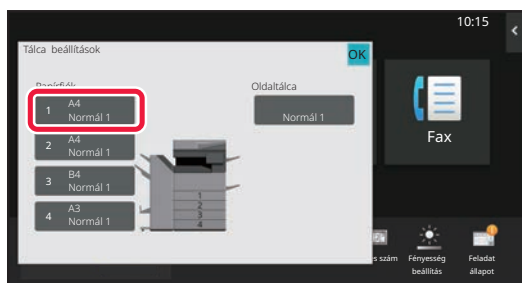 10:15
Tálca beállítások
OK
Papírfiók
Oldaltálca
1 A4
Normál 1
Normál 1
2 A4
Normál 1
3 B4
Normál 1
4 A3
Normál 1
1
2
3
4
Fax
s szám
Fényesség
beállítás
Feladat
állapot